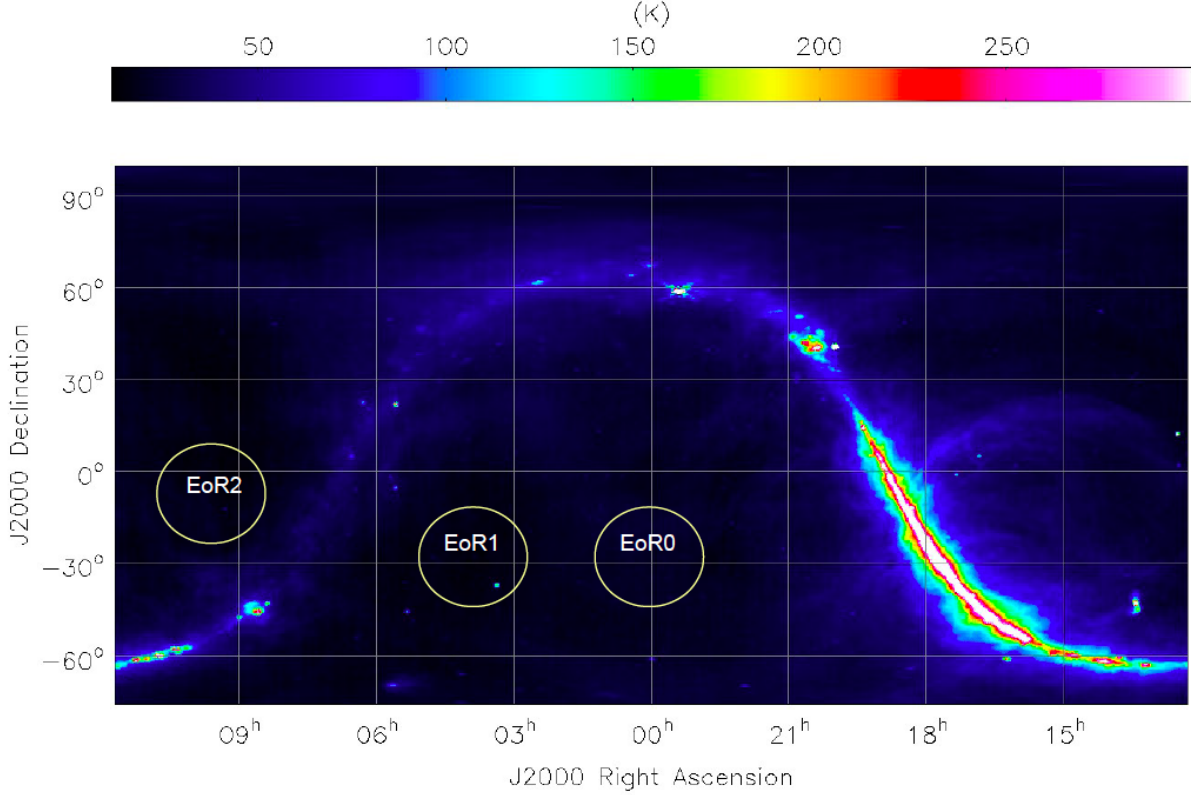 (K)
50 100 150 200 250
90°
60°
30°
0°
−30°
−60°
J2000 Declination
EoR2
EoR1 EoR0
09ʰ 06ʰ 03ʰ 00ʰ 21ʰ 18ʰ 15ʰ
J2000 Right Ascension